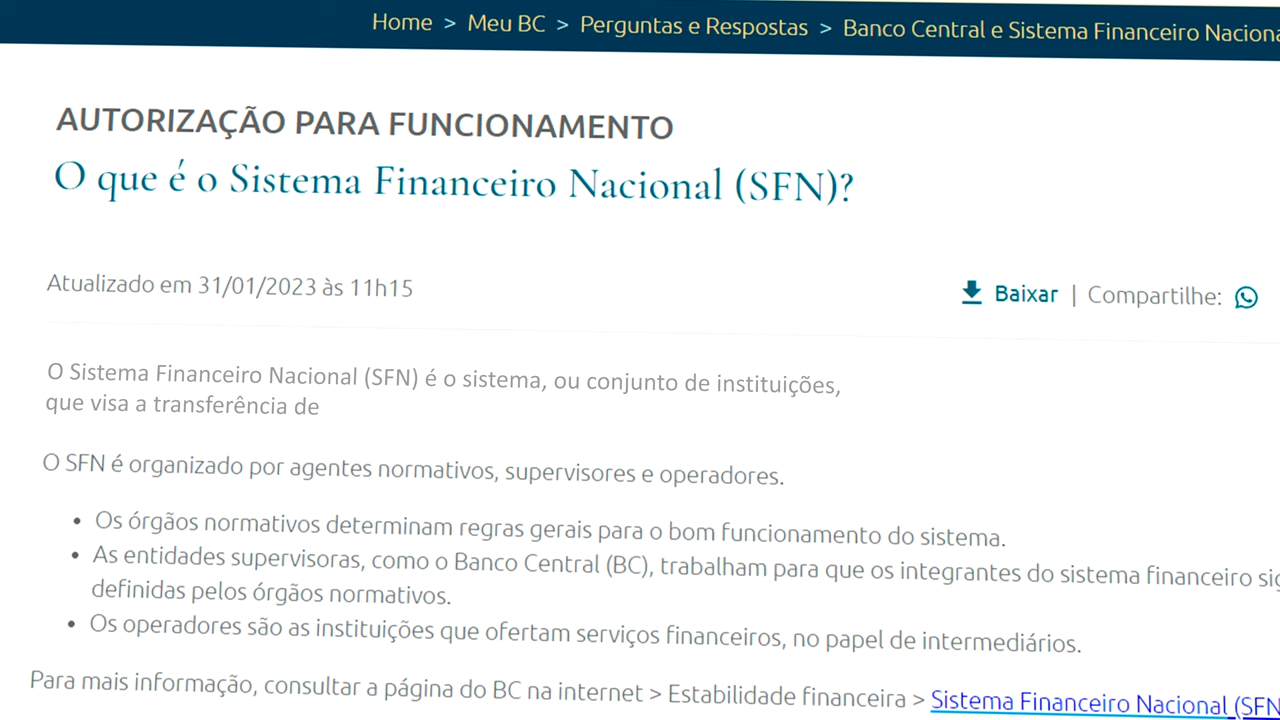 Home > Meu BC > Perguntas e Respostas > Banco Central e Sistema Financeiro
AUTORIZAÇÃO PARA FUNCIONAMENTO
O que é o Sistema Financeiro Nacional (SFN)?
Atualizado em 31/01/2023 às 11h15
Baixar | Compartilhe:
O Sistema Financeiro Nacional (SFN) é o sistema, ou conjunto de instituições,
que visa a transferência de
O SFN é organizado por agentes normativos, supervisores e operadores.
• Os órgãos normativos determinam regras gerais para o bom funcionamento do sistema.
• As entidades supervisoras, como o Banco Central (BC), trabalham para que os integrantes do sistema financeiro
definidas pelos órgãos normativos.
• Os operadores são as instituições que ofertam serviços financeiros, no papel de intermediários.
Para mais informação, consultar a página do BC na internet > Estabilidade financeira > Sistema Financeiro Nacional (SFN